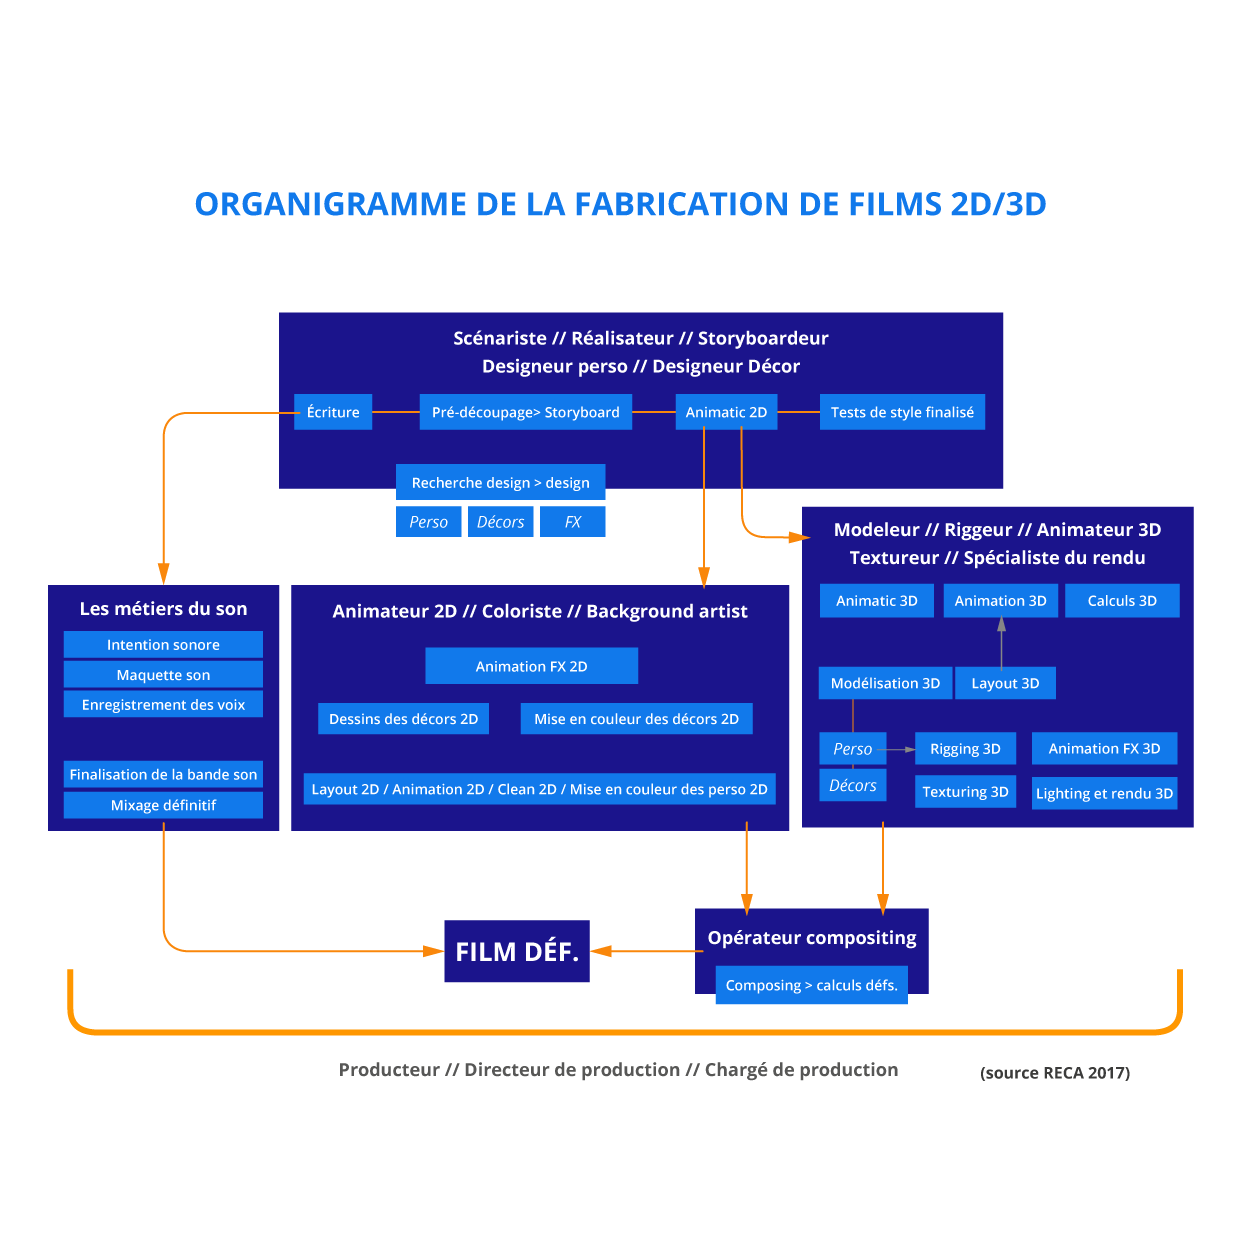 ORGANIGRAMME DE LA FABRICATION DE FILMS 2D/3D
Scénariste // Réalisateur // Storyboardeur
Designeur perso // Designeur Décor
Écriture
Pré-découpage> Storyboard
Animatic 2D
Tests de style finalisé
Recherche design > design
Perso
Décors
FX
Les métiers du son
Intention sonore
Maquette son
Enregistrement des voix
Finalisation de la bande son
Mixage définitif
Animateur 2D // Coloriste // Background artist
Animation FX 2D
Dessins des décors 2D
Mise en couleur des décors 2D
Layout 2D / Animation 2D / Clean 2D / Mise en couleur des perso 2D
Modeleur // Riggeur // Animateur 3D
Textureur // Spécialiste du rendu
Animatic 3D
Animation 3D
Calculs 3D
Modélisation 3D
Layout 3D
Perso
Rigging 3D
Animation FX 3D
Décors
Texturing 3D
Lighting et rendu 3D
FILM DÉF.
Opérateur compositing
Composing > calculs défs.
Producteur // Directeur de production // Chargé de production
(source RECA 2017)